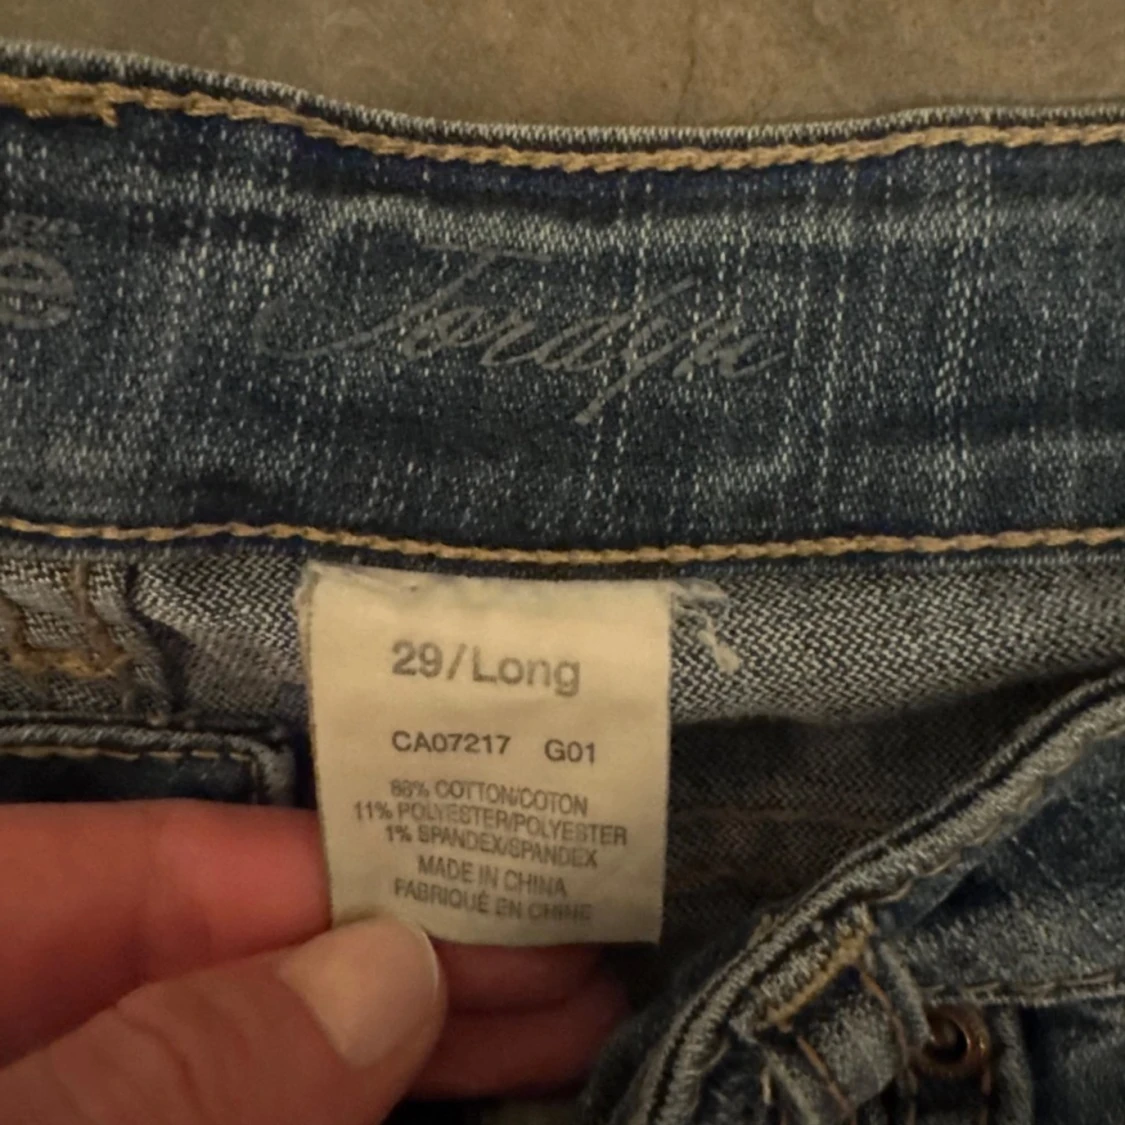 Jordyn
29/Long
CA07217 G01
88% COTTON/COTON
11% POLYESTER/POLYESTER
1% SPANDEX/SPANDEX
MADE IN CHINA
FABRIQUÉ EN CHINE